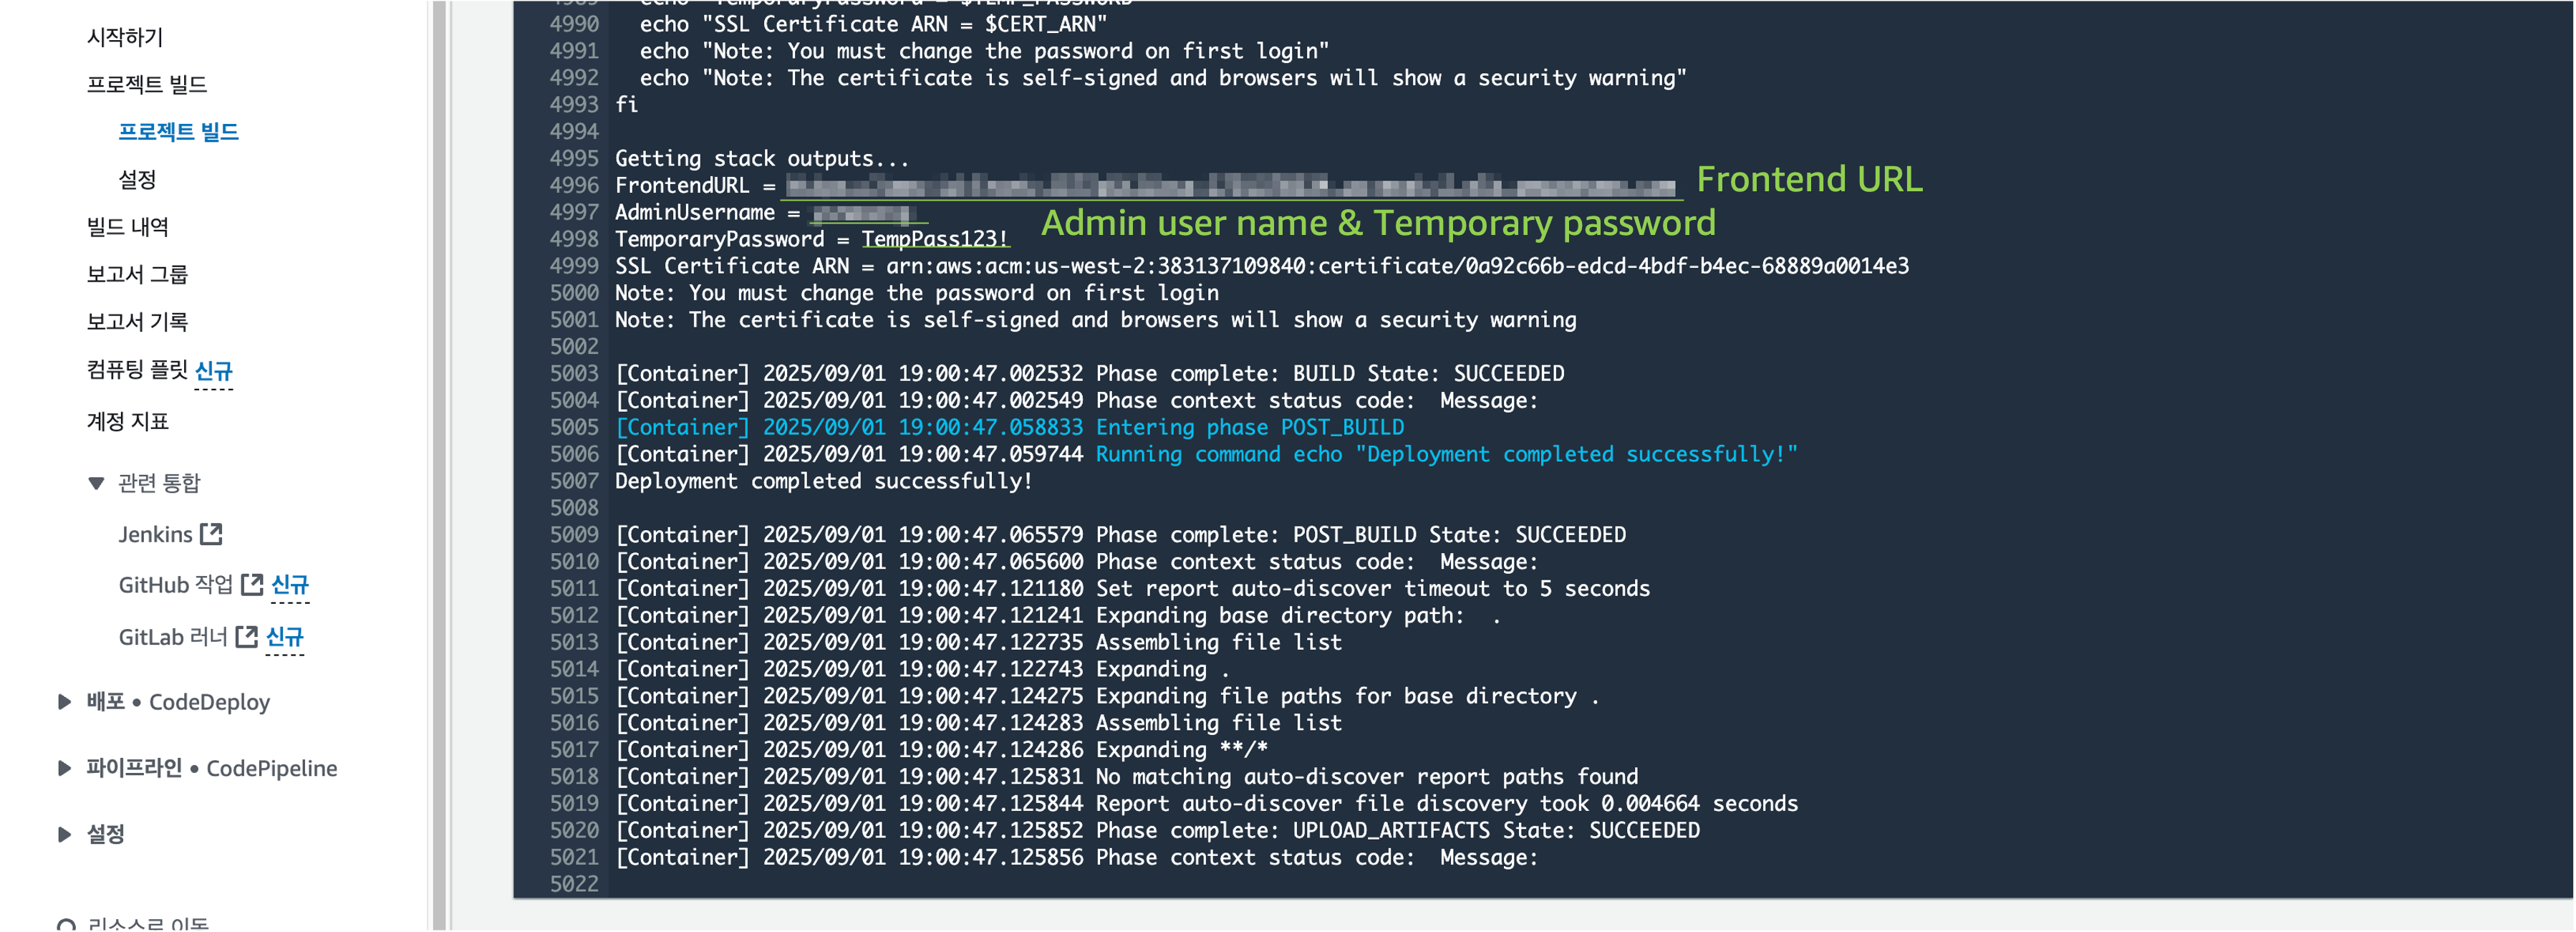 시작하기
프로젝트 빌드
프로젝트 빌드
설정
빌드 내역
보고서 그룹
보고서 기록
컴퓨팅 플릿 신규
계정 지표
관련 통합
Jenkins
GitHub 작업 신규
GitLab 러너 신규
배포 • CodeDeploy
파이프라인 • CodePipeline
설정
리소스로 이동
4989 echo "TemporaryPassword = $TEMP_PASSWORD"
4990 echo "SSL Certificate ARN = $CERT_ARN"
4991 echo "Note: You must change the password on first login"
4992 echo "Note: The certificate is self-signed and browsers will show a security warning"
4993 fi
4994
4995 Getting stack outputs...
4996 FrontendURL = Frontend URL
4997 AdminUsername =
Admin user name & Temporary password
4998 TemporaryPassword = TempPass123!
4999 SSL Certificate ARN = arn:aws:acm:us-west-2:383137109840:certificate/0a92c66b-edcd-4bdf-b4ec-68889a0014e3
5000 Note: You must change the password on first login
5001 Note: The certificate is self-signed and browsers will show a security warning
5002
5003 [Container] 2025/09/01 19:00:47.002532 Phase complete: BUILD State: SUCCEEDED
5004 [Container] 2025/09/01 19:00:47.002549 Phase context status code:  Message:
5005 [Container] 2025/09/01 19:00:47.058833 Entering phase POST_BUILD
5006 [Container] 2025/09/01 19:00:47.059744 Running command echo "Deployment completed successfully!"
5007 Deployment completed successfully!
5008
5009 [Container] 2025/09/01 19:00:47.065579 Phase complete: POST_BUILD State: SUCCEEDED
5010 [Container] 2025/09/01 19:00:47.065600 Phase context status code:  Message:
5011 [Container] 2025/09/01 19:00:47.121180 Set report auto-discover timeout to 5 seconds
5012 [Container] 2025/09/01 19:00:47.121241 Expanding base directory path:  .
5013 [Container] 2025/09/01 19:00:47.122735 Assembling file list
5014 [Container] 2025/09/01 19:00:47.122743 Expanding .
5015 [Container] 2025/09/01 19:00:47.124275 Expanding file paths for base directory .
5016 [Container] 2025/09/01 19:00:47.124283 Assembling file list
5017 [Container] 2025/09/01 19:00:47.124286 Expanding **/*
5018 [Container] 2025/09/01 19:00:47.125831 No matching auto-discover report paths found
5019 [Container] 2025/09/01 19:00:47.125844 Report auto-discover file discovery took 0.004664 seconds
5020 [Container] 2025/09/01 19:00:47.125852 Phase complete: UPLOAD_ARTIFACTS State: SUCCEEDED
5021 [Container] 2025/09/01 19:00:47.125856 Phase context status code:  Message:
5022